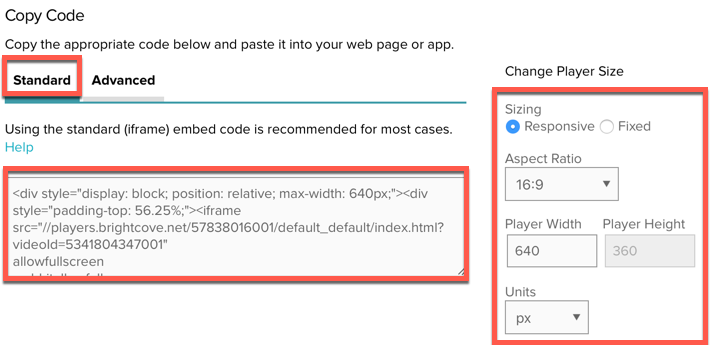 Copy Code
Copy the appropriate code below and paste it into your web page or app.
Standard Advanced
Using the standard (iframe) embed code is recommended for most cases.
Help
<div style="display: block; position: relative; max-width: 640px;"><div
style="padding-top: 56.25%;"><iframe
src="//players.brightcove.net/57838016001/default_default/index.html?
videoId=5341804347001"
allowfullscreen
Change Player Size
Sizing
Responsive Fixed
Aspect Ratio
16:9
Player Width Player Height
640 360
Units
px